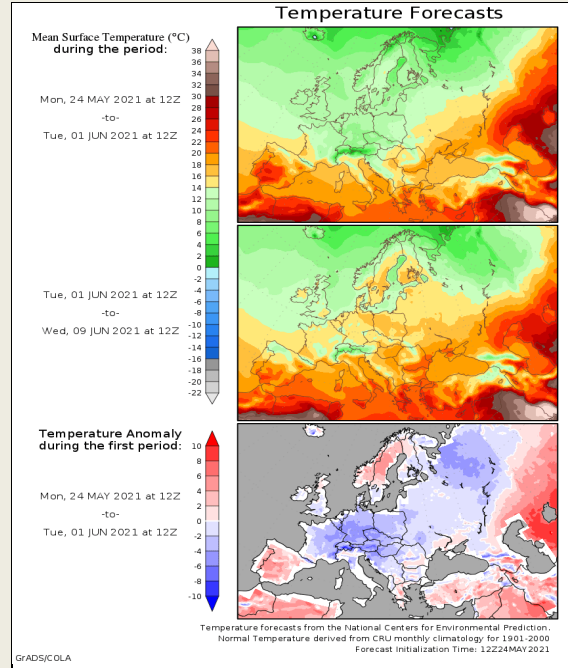 Temperature Forecasts
Mean Surface Temperature (°C)
during the period:
Mon, 24 MAY 2021 at 12Z
-to-
Tue, 01 JUN 2021 at 12Z
38
36
34
32
30
28
26
24
22
20
18
16
14
12
10
8
6
4
2
0
-2
-4
-6
-8
-10
-12
-14
-16
-18
-20
-22
Tue, 01 JUN 2021 at 12Z
-to-
Wed, 09 JUN 2021 at 12Z
Temperature Anomaly
during the first period:
Mon, 24 MAY 2021 at 12Z
-to-
Tue, 01 JUN 2021 at 12Z
10
8
6
4
2
0
-2
-4
-6
-8
-10
Temperature forecasts from the National Centers for Environmental Prediction.
Normal Temperature derived from CRU monthly climatology for 1901-2000
Forecast Initialization Time: 12Z24MAY2021
GrADS/COLA